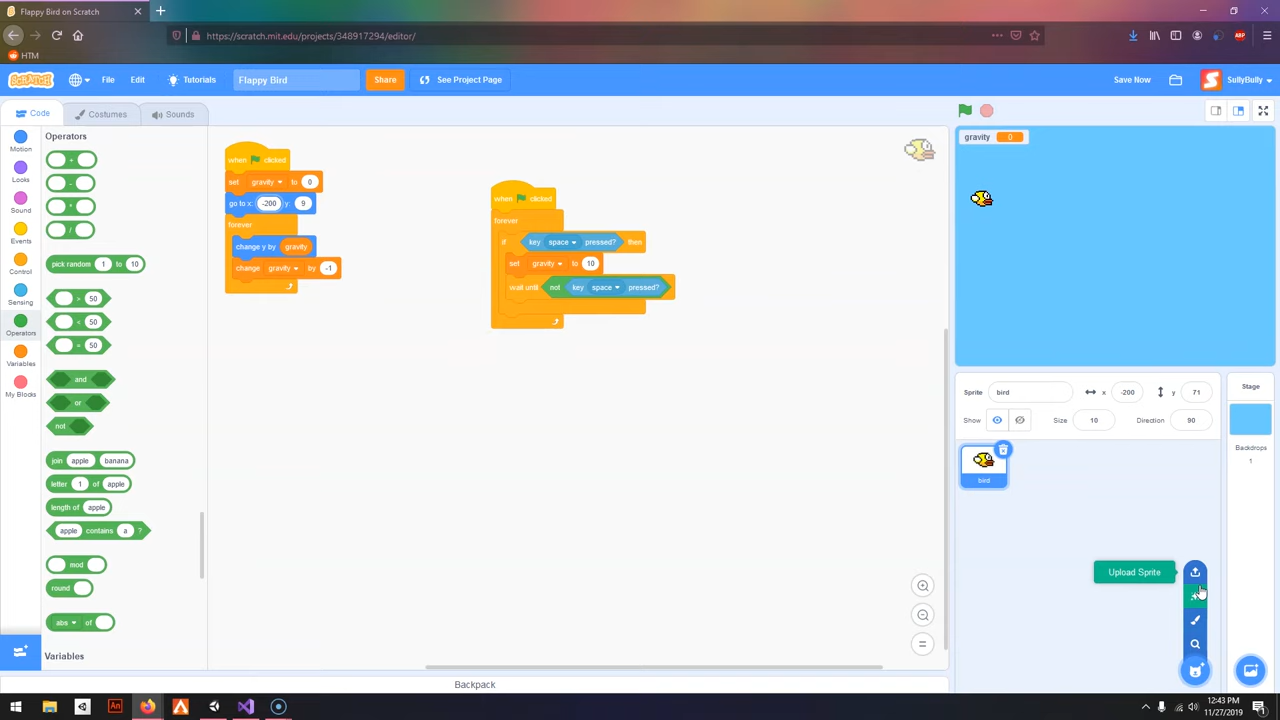 Flappy Bird on Scratch
https://scratch.mit.edu/projects/348917294/editor/
HTM
SCRATCH
File
Edit
Tutorials
Flappy Bird
Share
See Project Page
Save Now
SullyBully
Code
Costumes
Sounds
Motion
Looks
Sound
Events
Control
Sensing
Operators
Variables
My Blocks
Operators
+
-
*
/
pick random 1 to 10
> 50
< 50
= 50
and
or
not
join apple banana
letter 1 of apple
length of apple
apple contains a ?
mod
round
abs of
Variables
when clicked
set gravity to 0
go to x: -200 y: 9
forever
change y by gravity
change gravity by -1
when clicked
forever
if key space pressed? then
set gravity to 10
wait until not key space pressed?
Backpack
gravity 0
Sprite bird x -200 y 71
Show Size 10 Direction 90
bird
Stage
Backdrops
1
Upload Sprite
An
12:43 PM
11/27/2019
1